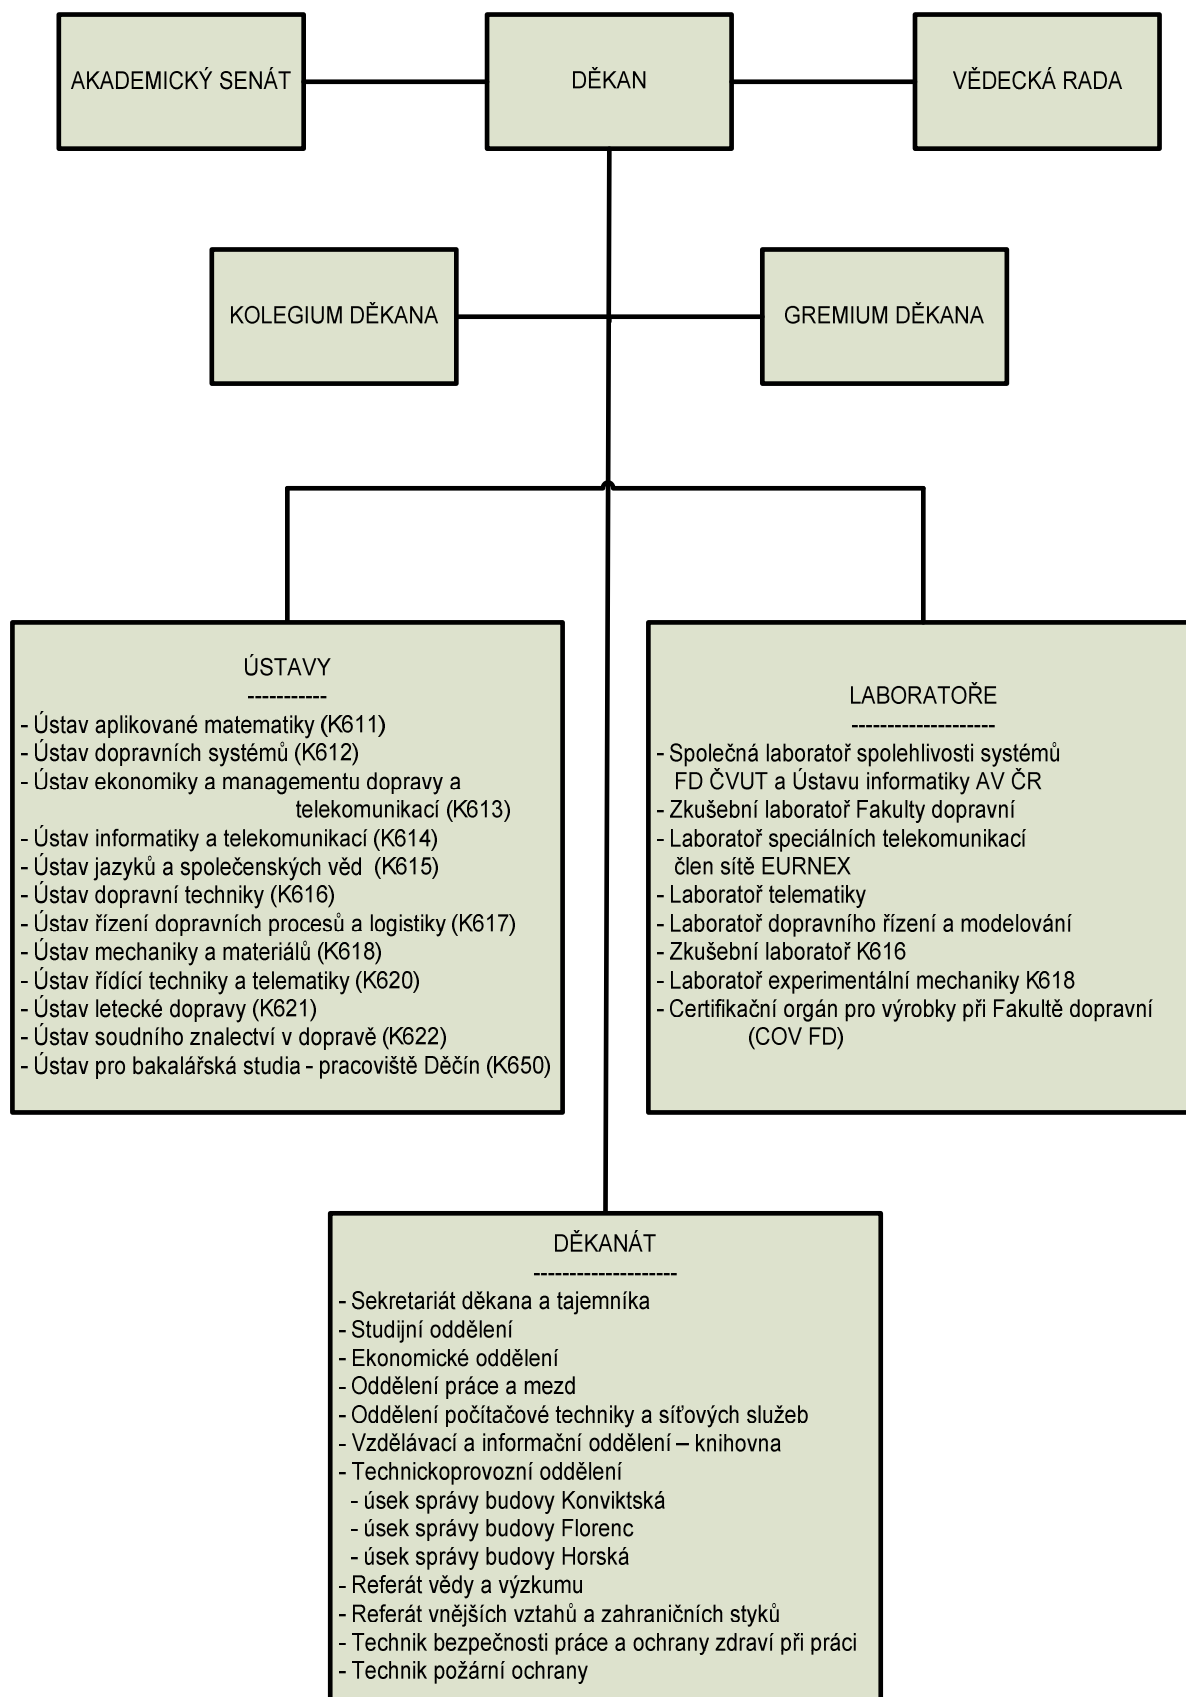 AKADEMICKÝ SENÁT
DĚKAN
VĚDECKÁ RADA
KOLEGIUM DĚKANA
GREMIUM DĚKANA
ÚSTAVY
-----------
- Ústav aplikované matematiky (K611)
- Ústav dopravních systémů (K612)
- Ústav ekonomiky a managementu dopravy a
telekomunikací (K613)
- Ústav informatiky a telekomunikací (K614)
- Ústav jazyků a společenských věd (K615)
- Ústav dopravní techniky (K616)
- Ústav řízení dopravních procesů a logistiky (K617)
- Ústav mechaniky a materiálů (K618)
- Ústav řídící techniky a telematiky (K620)
- Ústav letecké dopravy (K621)
- Ústav soudního znalectví v dopravě (K622)
- Ústav pro bakalářská studia - pracoviště Děčín (K650)
LABORATOŘE
--------------------
- Společná laboratoř spolehlivosti systémů
FD ČVUT a Ústavu informatiky AV ČR
- Zkušební laboratoř Fakulty dopravní
- Laboratoř speciálních telekomunikací
člen sítě EURNEX
- Laboratoř telematiky
- Laboratoř dopravního řízení a modelování
- Zkušební laboratoř K616
- Laboratoř experimentální mechaniky K618
- Certifikační orgán pro výrobky při Fakultě dopravní
(COV FD)
DĚKANÁT
--------------------
- Sekretariát děkana a tajemníka
- Studijní oddělení
- Ekonomické oddělení
- Oddělení práce a mezd
- Oddělení počítačové techniky a síťových služeb
- Vzdělávací a informační oddělení – knihovna
- Technickoprovozní oddělení
- úsek správy budovy Konviktská
- úsek správy budovy Florenc
- úsek správy budovy Horská
- Referát vědy a výzkumu
- Referát vnějších vztahů a zahraničních styků
- Technik bezpečnosti práce a ochrany zdraví při práci
- Technik požární ochrany